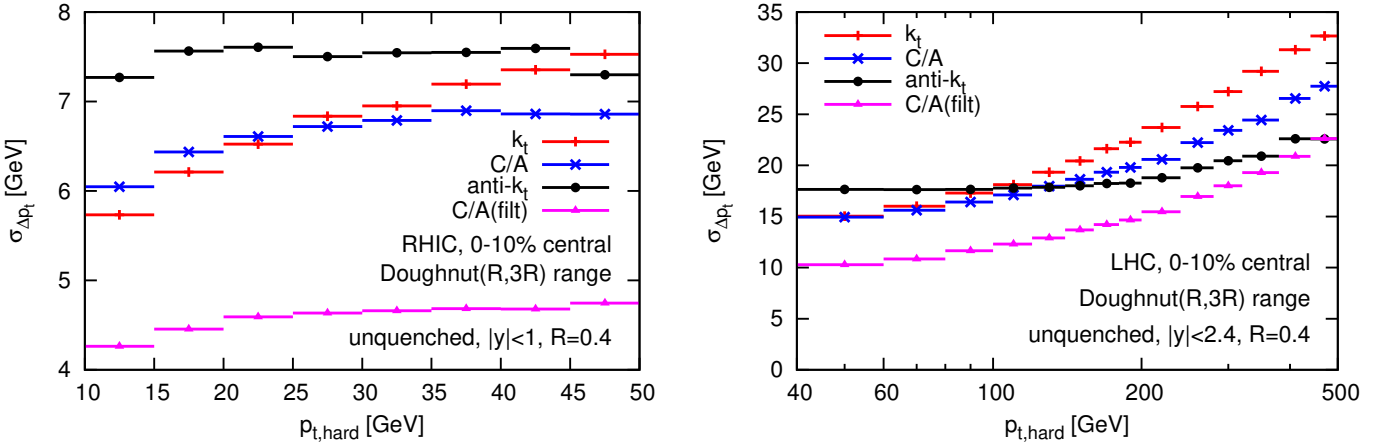 σΔpt [GeV]
8
7
6
5
4
10 15 20 25 30 35 40 45 50
pt,hard [GeV]
kt
C/A
anti-kt
C/A(filt)
RHIC, 0-10% central
Doughnut(R,3R) range
unquenched, |y|<1, R=0.4
σΔpt [GeV]
35
30
25
20
15
10
5
0
40 60 100 200 500
pt,hard [GeV]
kt
C/A
anti-kt
C/A(filt)
LHC, 0-10% central
Doughnut(R,3R) range
unquenched, |y|<2.4, R=0.4